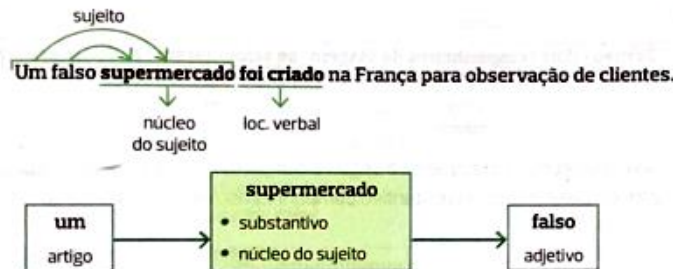 sujeito
Um falso supermercado foi criado na França para observação de clientes.
núcleo
do sujeito
loc. verbal
supermercado
• substantivo
• núcleo do sujeito
um
artigo
falso
adjetivo